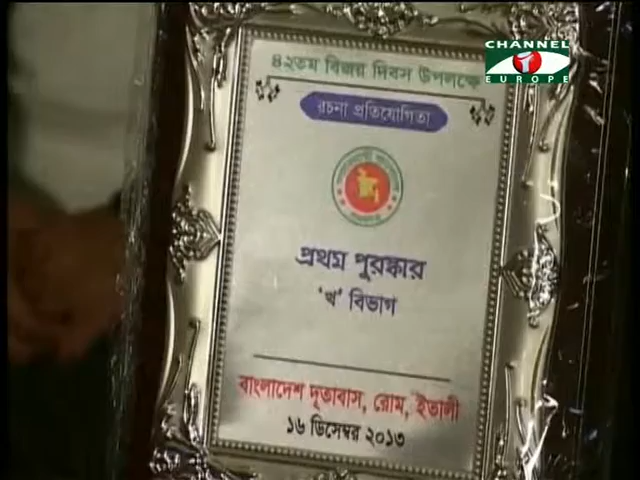 CHANNEL
i
EUROPE
৪২তম বিজয় দিবস উপলক্ষে
রচনা প্রতিযোগিতা
প্রথম পুরস্কার
'খ' বিভাগ
বাংলাদেশ দূতাবাস, রোম, ইতালী
১৬ ডিসেম্বর ২০১৩